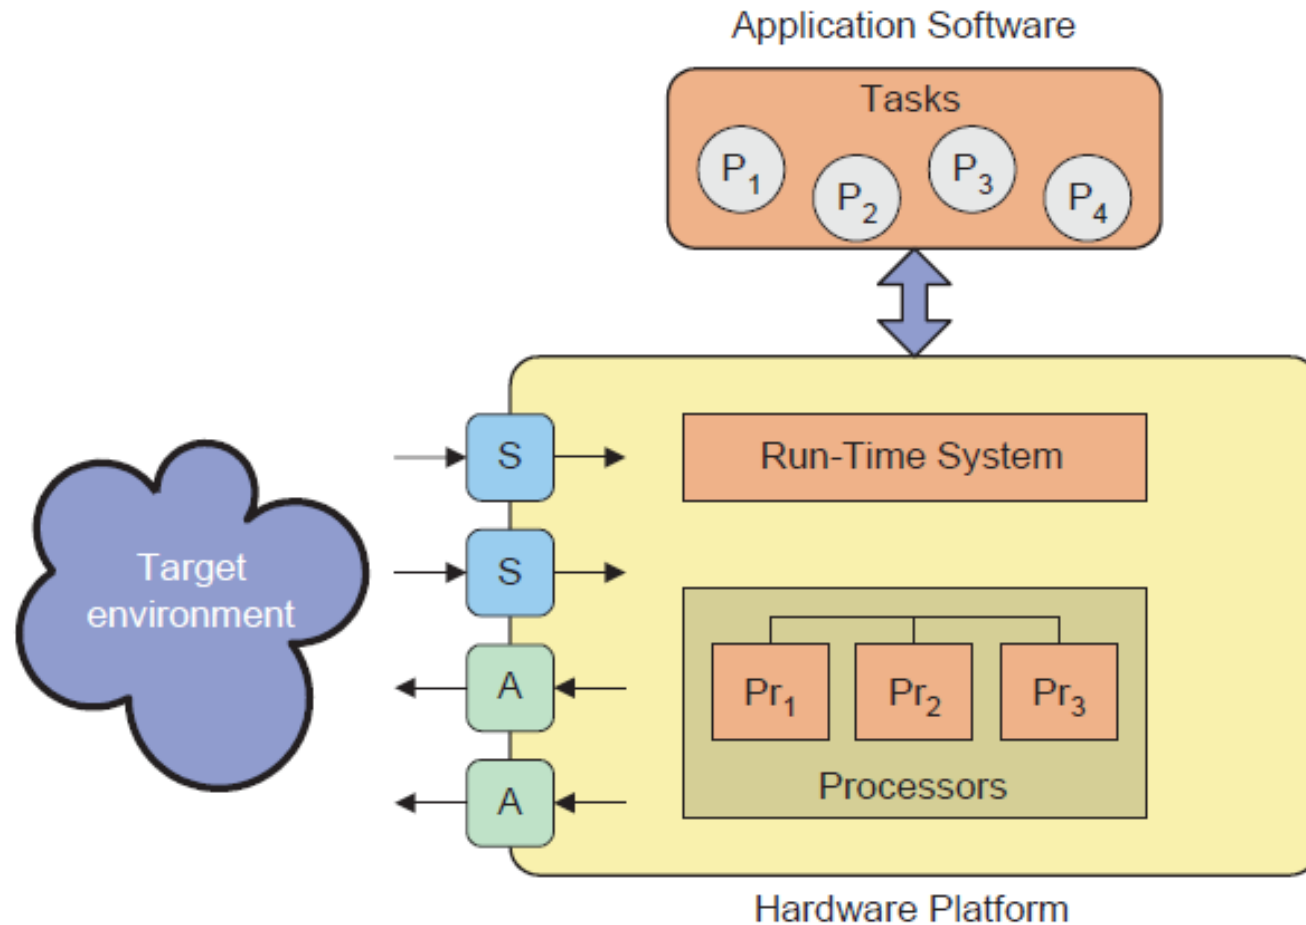 Application Software
Tasks
P1
P2
P3
P4
S
Run-Time System
S
Target
environment
A
Pr1
Pr2
Pr3
Processors
A
Hardware Platform